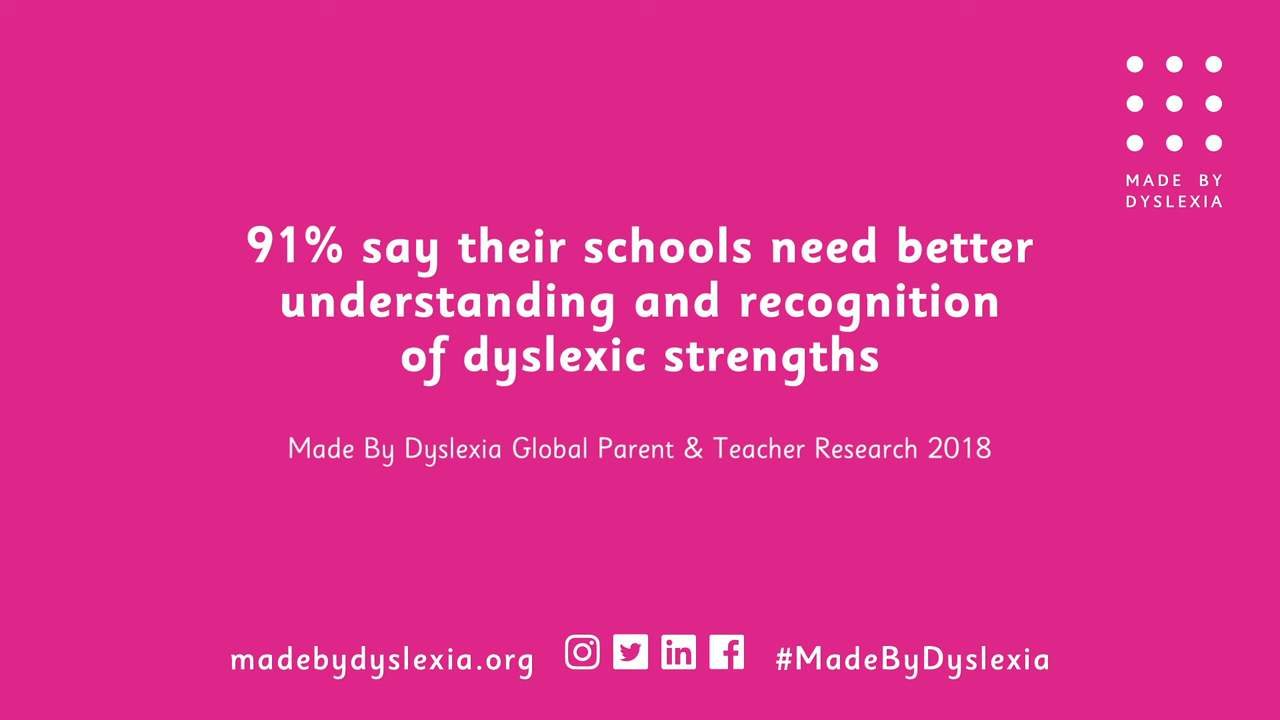 MADE BY
DYSLEXIA
91% say their schools need better
understanding and recognition
of dyslexic strengths
Made By Dyslexia Global Parent & Teacher Research 2018
madebydyslexia.org #MadeByDyslexia